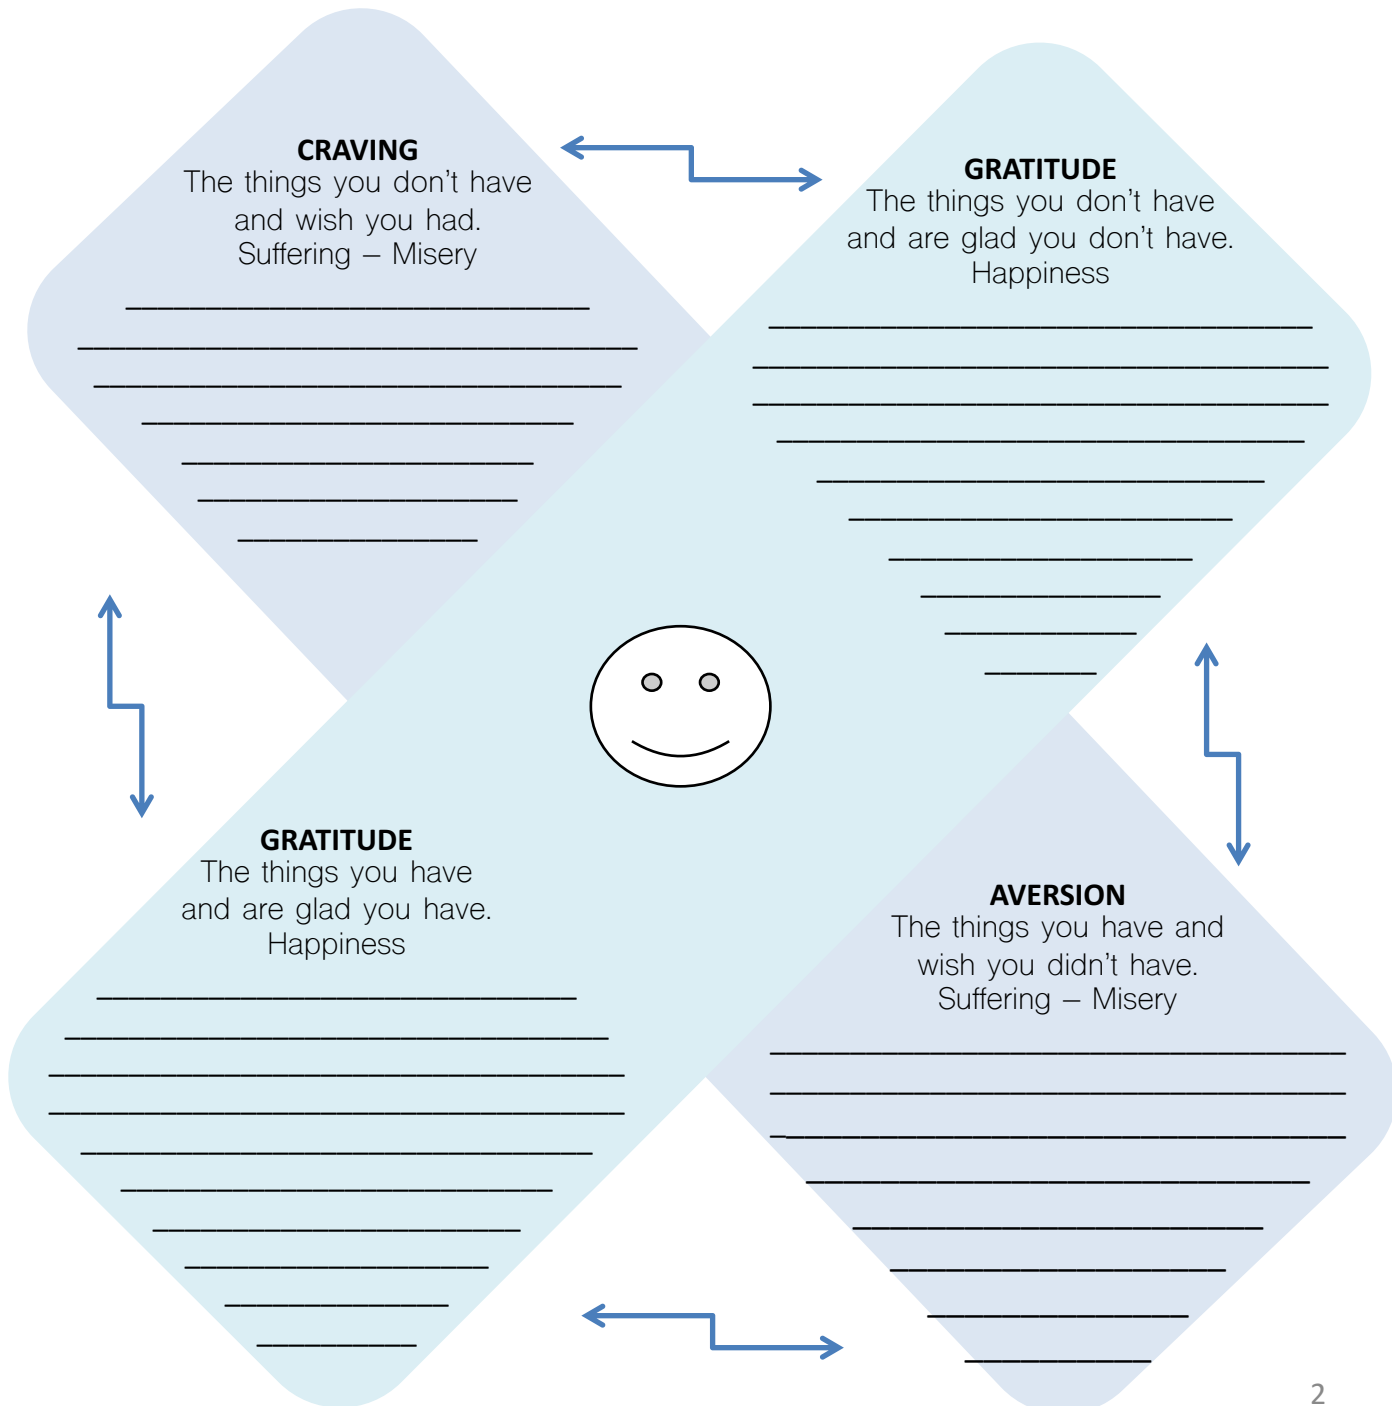 CRAVING
The things you don't have
and wish you had.
Suffering – Misery
GRATITUDE
The things you don't have
and are glad you don't have.
Happiness
GRATITUDE
The things you have
and are glad you have.
Happiness
AVERSION
The things you have and
wish you didn't have.
Suffering – Misery
2